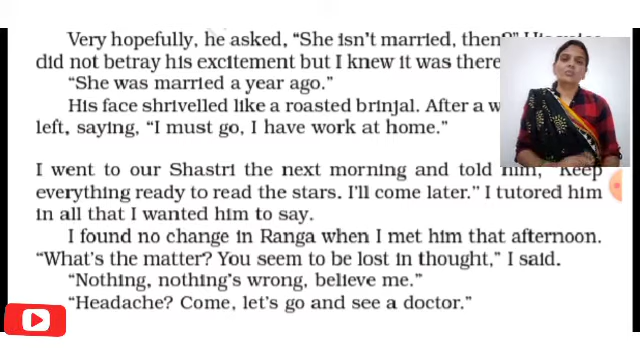 Very hopefully, he asked, “She isn't married, then?”
did not betray his excitement but I knew it was there
“She was married a year ago.”
His face shrivelled like a roasted brinjal. After a
left, saying, “I must go, I have work at home.”
I went to our Shastri the next morning and told him, “Keep
everything ready to read the stars. I'll come later.” I tutored him
in all that I wanted him to say.
I found no change in Ranga when I met him that afternoon.
“What's the matter? You seem to be lost in thought,” I said.
“Nothing, nothing's wrong, believe me.”
“Headache? Come, let's go and see a doctor.”